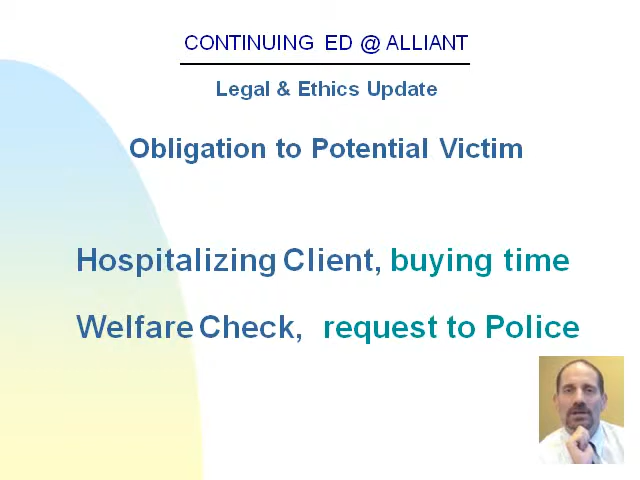 CONTINUING ED @ ALLIANT
Legal & Ethics Update
Obligation to Potential Victim
Hospitalizing Client, buying time
Welfare Check, request to Police